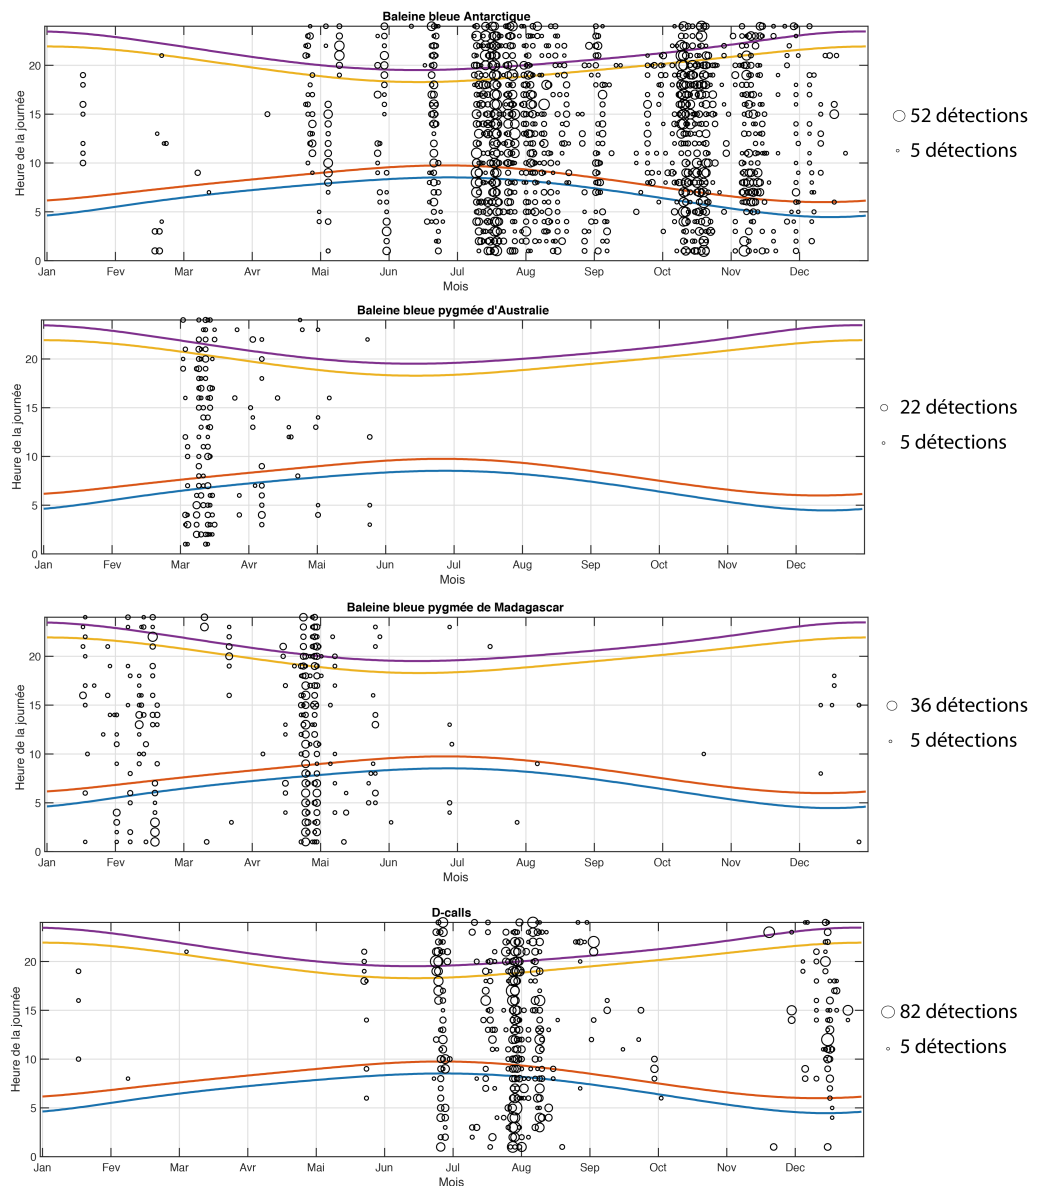 Baleine bleue Antarctique
Heure de la journée
20
15
10
5
0
Jan Fev Mar Avr Mai Jun Jul Aug Sep Oct Nov Dec
Mois
52 détections
5 détections
Baleine bleue pygmée d'Australie
Heure de la journée
20
15
10
5
0
Jan Fev Mar Avr Mai Jun Jul Aug Sep Oct Nov Dec
Mois
22 détections
5 détections
Baleine bleue pygmée de Madagascar
Heure de la journée
20
15
10
5
0
Jan Fev Mar Avr Mai Jun Jul Aug Sep Oct Nov Dec
Mois
36 détections
5 détections
D-calls
Heure de la journée
20
15
10
5
0
Jan Fev Mar Avr Mai Jun Jul Aug Sep Oct Nov Dec
Mois
82 détections
5 détections